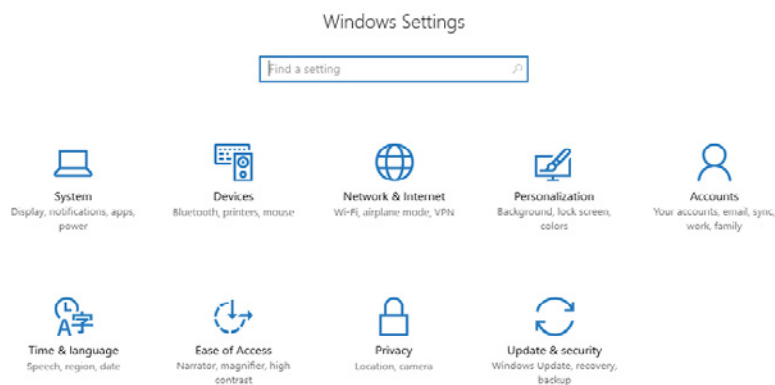 Windows Settings
Find a setting
System
Display, notifications, apps,
power
Devices
Bluetooth, printers, mouse
Network & Internet
Wi-Fi, airplane mode, VPN
Personalization
Background, lock screen,
colors
Accounts
Your accounts, email, sync,
work, family
A字
Time & language
Speech, region, date
Ease of Access
Narrator, magnifier, high
contrast
Privacy
Location, camera
Update & security
Windows Update, recovery,
backup